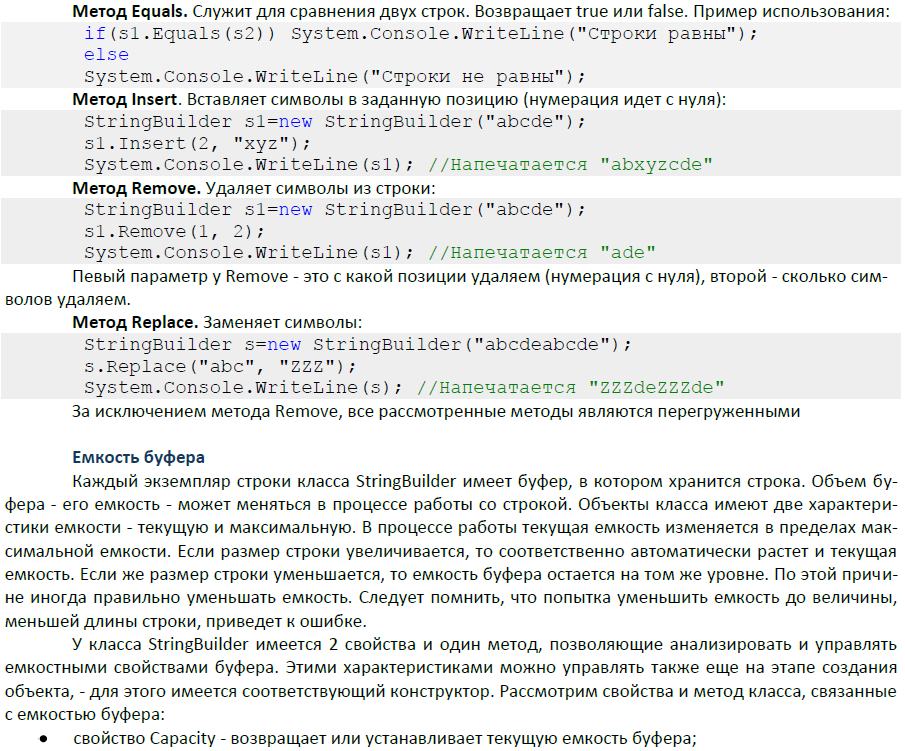 Метод Equals. Служит для сравнения двух строк. Возвращает true или false. Пример использования:
if(s1.Equals(s2)) System.Console.WriteLine("Строки равны");
else
System.Console.WriteLine("Строки не равны");
Метод Insert. Вставляет символы в заданную позицию (нумерация идет с нуля):
StringBuilder s1=new StringBuilder("abcde");
s1.Insert(2, "xyz");
System.Console.WriteLine(s1); //Напечатается "abxyzcde"
Метод Remove. Удаляет символы из строки:
StringBuilder s1=new StringBuilder("abcde");
s1.Remove(1, 2);
System.Console.WriteLine(s1); //Напечатается "ade"
Певый параметр у Remove - это с какой позиции удаляем (нумерация с нуля), второй - сколько сим-
волов удаляем.
Метод Replace. Заменяет символы:
StringBuilder s=new StringBuilder("abcdeabcde");
s.Replace("abc", "ZZZ");
System.Console.WriteLine(s); //Напечатается "ZZZdeZZZde"
За исключением метода Remove, все рассмотренные методы являются перегруженными
Емкость буфера
Каждый экземпляр строки класса StringBuilder имеет буфер, в котором хранится строка. Объем бу-
фера - его емкость - может меняться в процессе работы со строкой. Объекты класса имеют две характери-
стики емкости - текущую и максимальную. В процессе работы текущая емкость изменяется в пределах мак-
симальной емкости. Если размер строки увеличивается, то соответственно автоматически растет и текущая
емкость. Если же размер строки уменьшается, то емкость буфера остается на том же уровне. По этой причи-
не иногда правильно уменьшать емкость. Следует помнить, что попытка уменьшить емкость до величины,
меньшей длины строки, приведет к ошибке.
У класса StringBuilder имеется 2 свойства и один метод, позволяющие анализировать и управлять
емкостными свойствами буфера. Этими характеристиками можно управлять также еще на этапе создания
объекта, - для этого имеется соответствующий конструктор. Рассмотрим свойства и метод класса, связанные
с емкостью буфера:
• свойство Capacity - возвращает или устанавливает текущую емкость буфера;